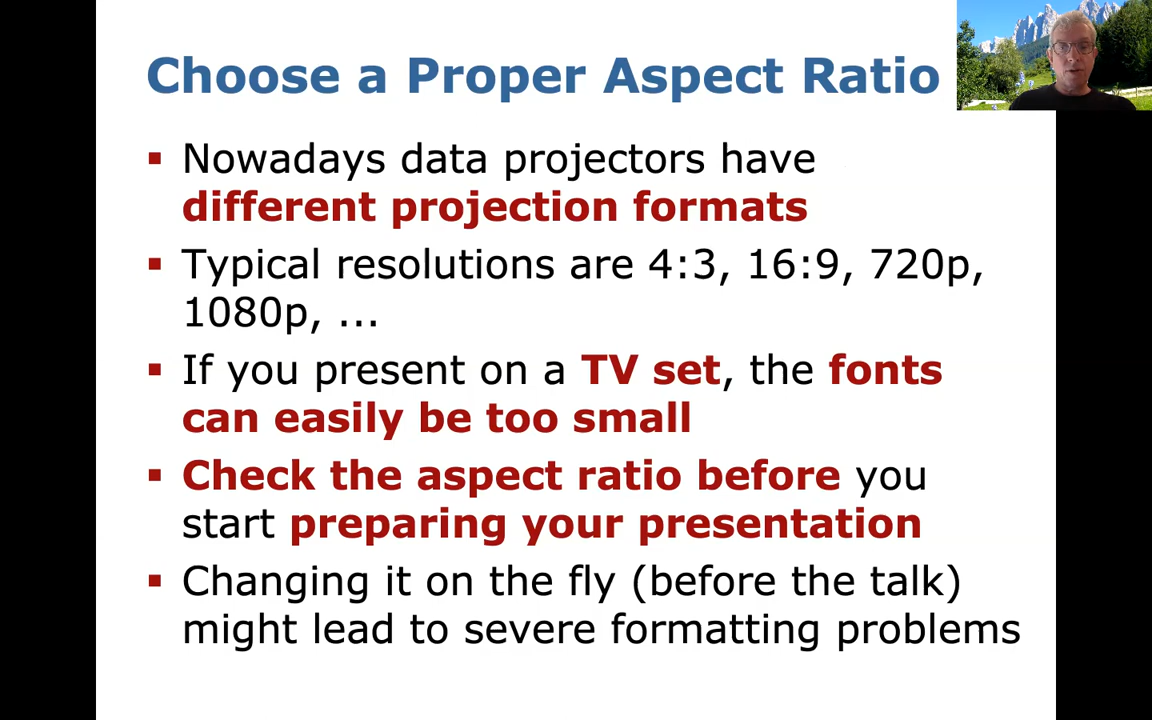 Choose a Proper Aspect Ratio
▪ Nowadays data projectors have
different projection formats
▪ Typical resolutions are 4:3, 16:9, 720p,
1080p, ...
▪ If you present on a TV set, the fonts
can easily be too small
▪ Check the aspect ratio before you
start preparing your presentation
▪ Changing it on the fly (before the talk)
might lead to severe formatting problems